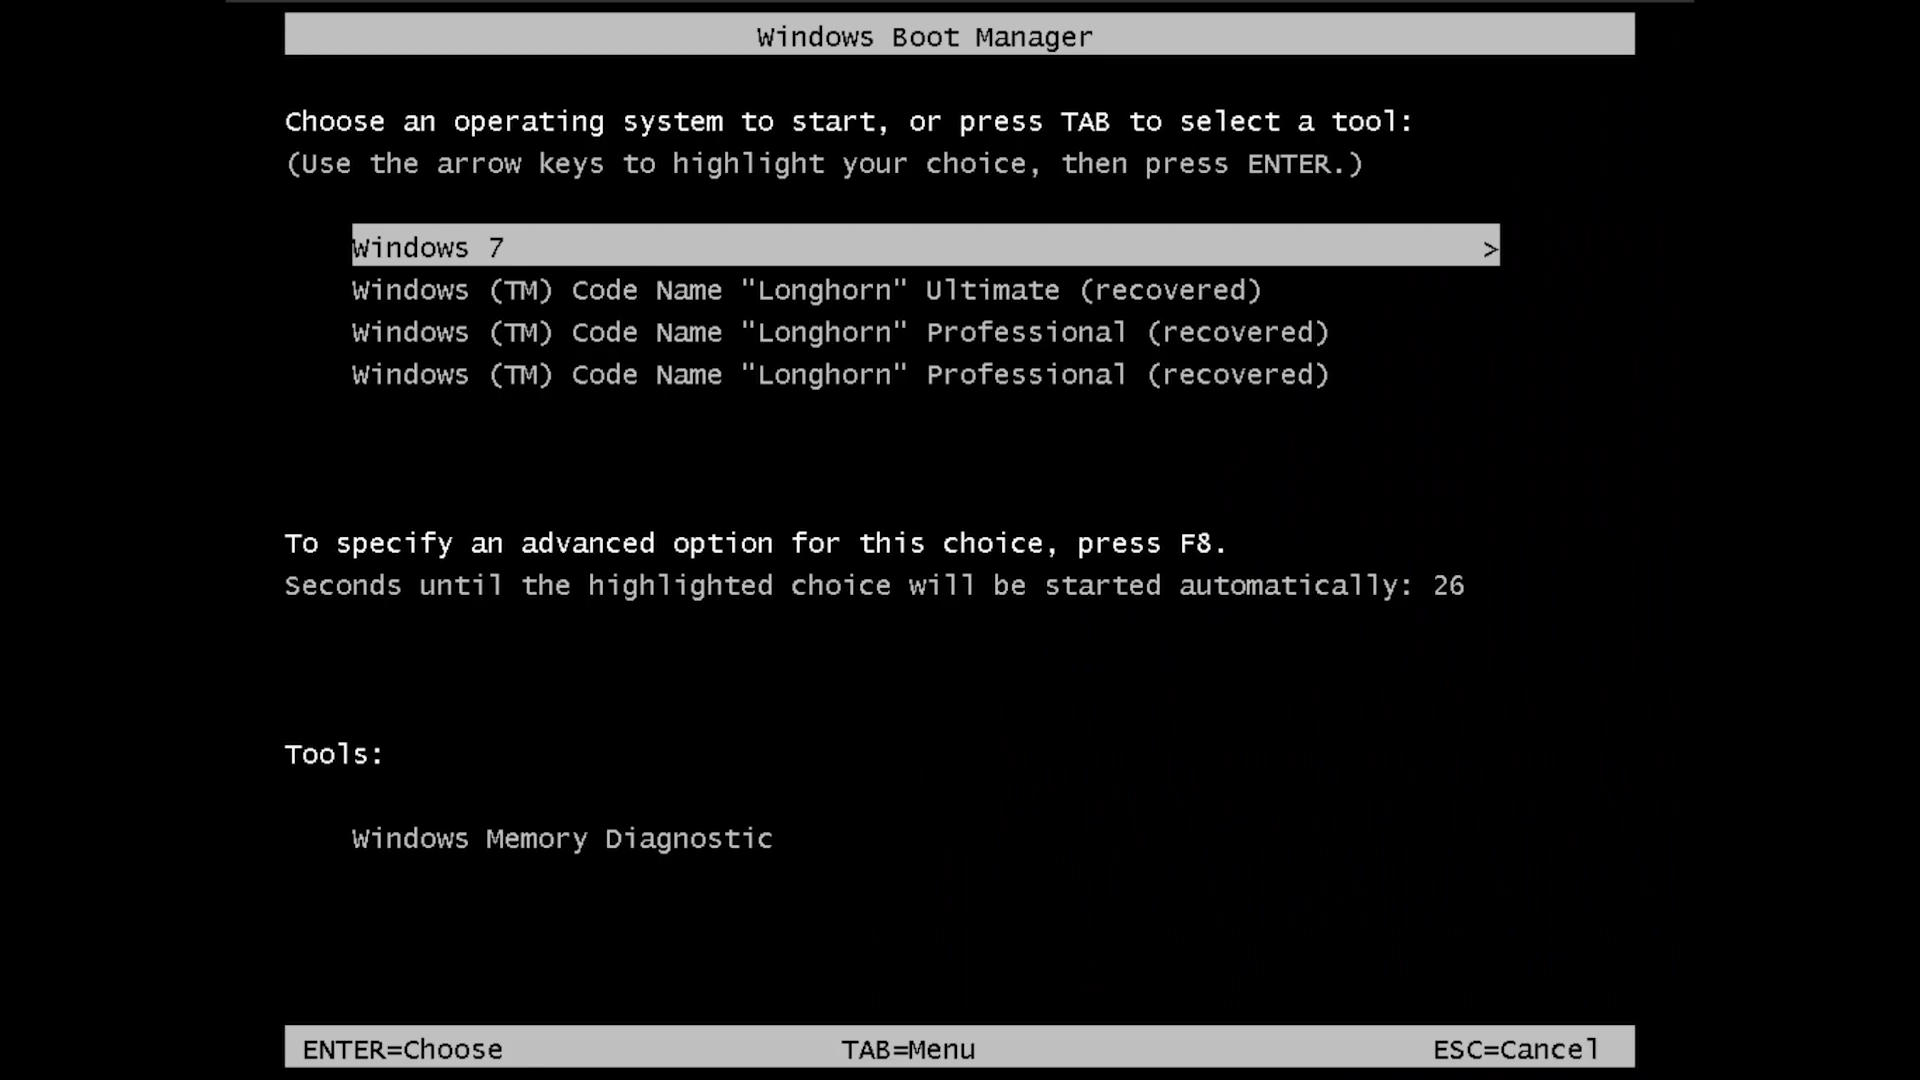 Windows Boot Manager
Choose an operating system to start, or press TAB to select a tool:
(Use the arrow keys to highlight your choice, then press ENTER.)
Windows 7 >
Windows (TM) Code Name "Longhorn" Ultimate (recovered)
Windows (TM) Code Name "Longhorn" Professional (recovered)
Windows (TM) Code Name "Longhorn" Professional (recovered)
To specify an advanced option for this choice, press F8.
Seconds until the highlighted choice will be started automatically: 26
Tools:
Windows Memory Diagnostic
ENTER=Choose TAB=Menu ESC=Cancel